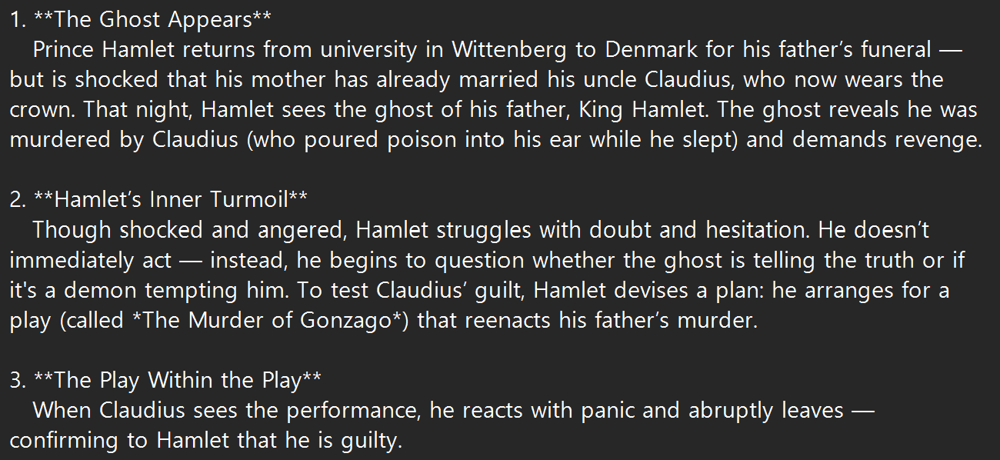 1. **The Ghost Appears**
Prince Hamlet returns from university in Wittenberg to Denmark for his father’s funeral —
but is shocked that his mother has already married his uncle Claudius, who now wears the
crown. That night, Hamlet sees the ghost of his father, King Hamlet. The ghost reveals he was
murdered by Claudius (who poured poison into his ear while he slept) and demands revenge.
2. **Hamlet’s Inner Turmoil**
Though shocked and angered, Hamlet struggles with doubt and hesitation. He doesn’t
immediately act — instead, he begins to question whether the ghost is telling the truth or if
it's a demon tempting him. To test Claudius’ guilt, Hamlet devises a plan: he arranges for a
play (called *The Murder of Gonzago*) that reenacts his father’s murder.
3. **The Play Within the Play**
When Claudius sees the performance, he reacts with panic and abruptly leaves —
confirming to Hamlet that he is guilty.